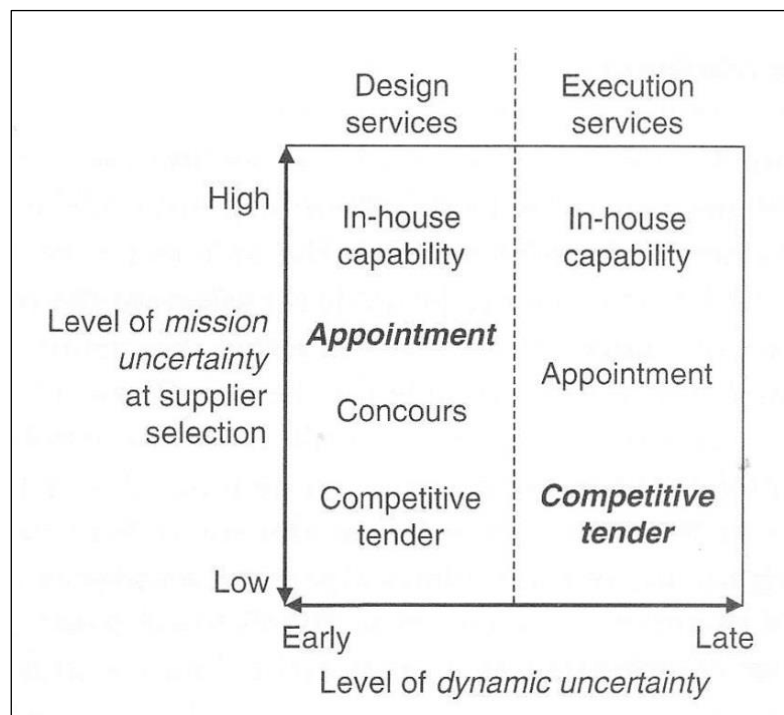 Design
services
Execution
services
High
In-house
capability
In-house
capability
Level of mission
uncertainty
at supplier
selection
Appointment
Appointment
Concours
Competitive
tender
Competitive
tender
Low
Early
Late
Level of dynamic uncertainty